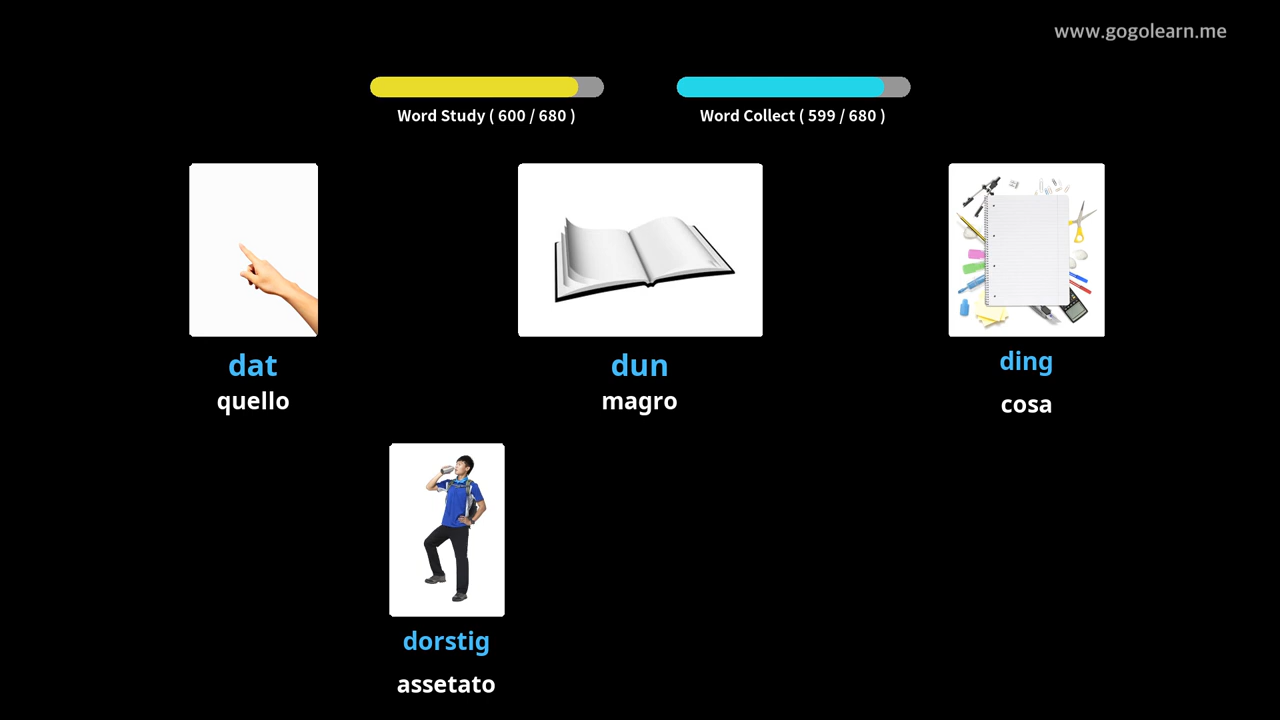 www.gogolearn.me
Word Study ( 600 / 680 )
Word Collect ( 599 / 680 )
dat
quello
dun
magro
ding
cosa
dorstig
assetato